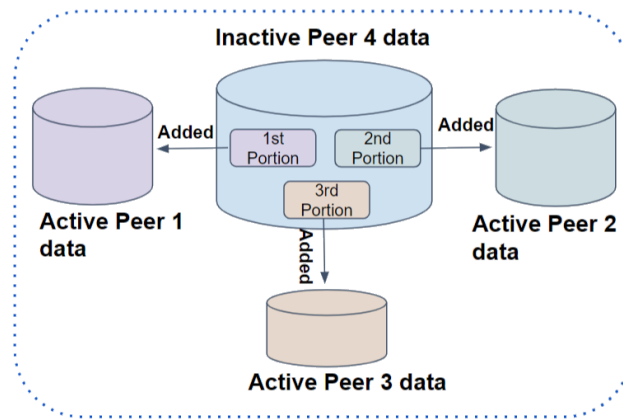 Inactive Peer 4 data
Added
1st
Portion
2nd
Portion
Added
3rd
Portion
Active Peer 1
data
Active Peer 2
data
Added
Active Peer 3 data